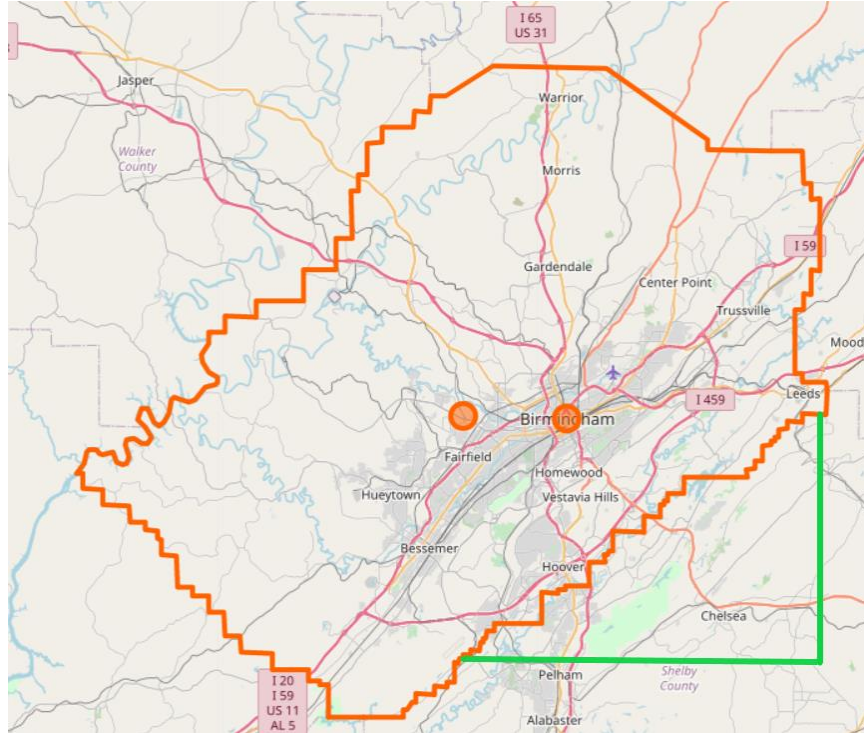 I 65
US 31
3
Jasper
Warrior
Walker
County
Morris
I 59
Gardendale
Center Point
Trussville
Mood
Leeds
I 459
Birmingham
Fairfield
Homewood
Hueytown
Vestavia Hills
Bessemer
Hoover
Chelsea
Pelham
Shelby
County
I 20
I 59
US 11
AL 5
Alabaster